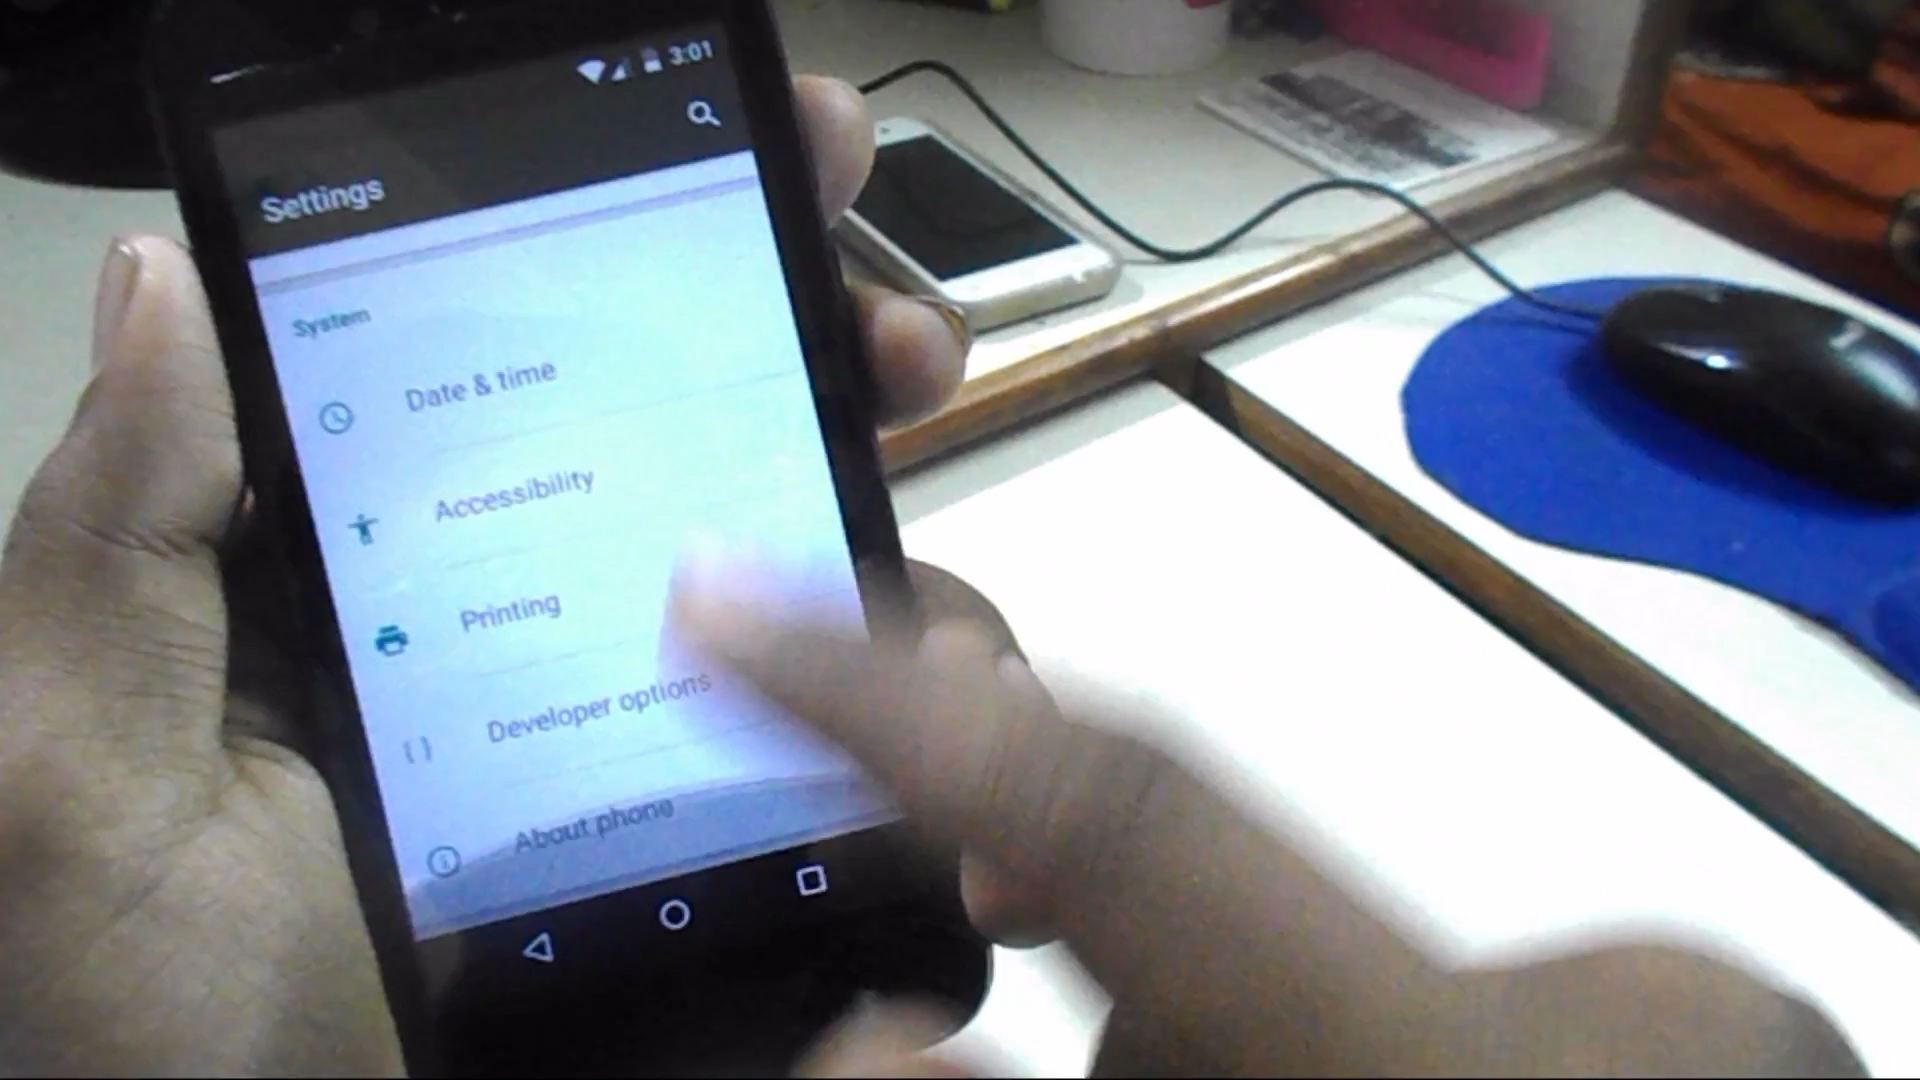 3:01
Settings
System
Date & time
Accessibility
Printing
Developer options
About phone